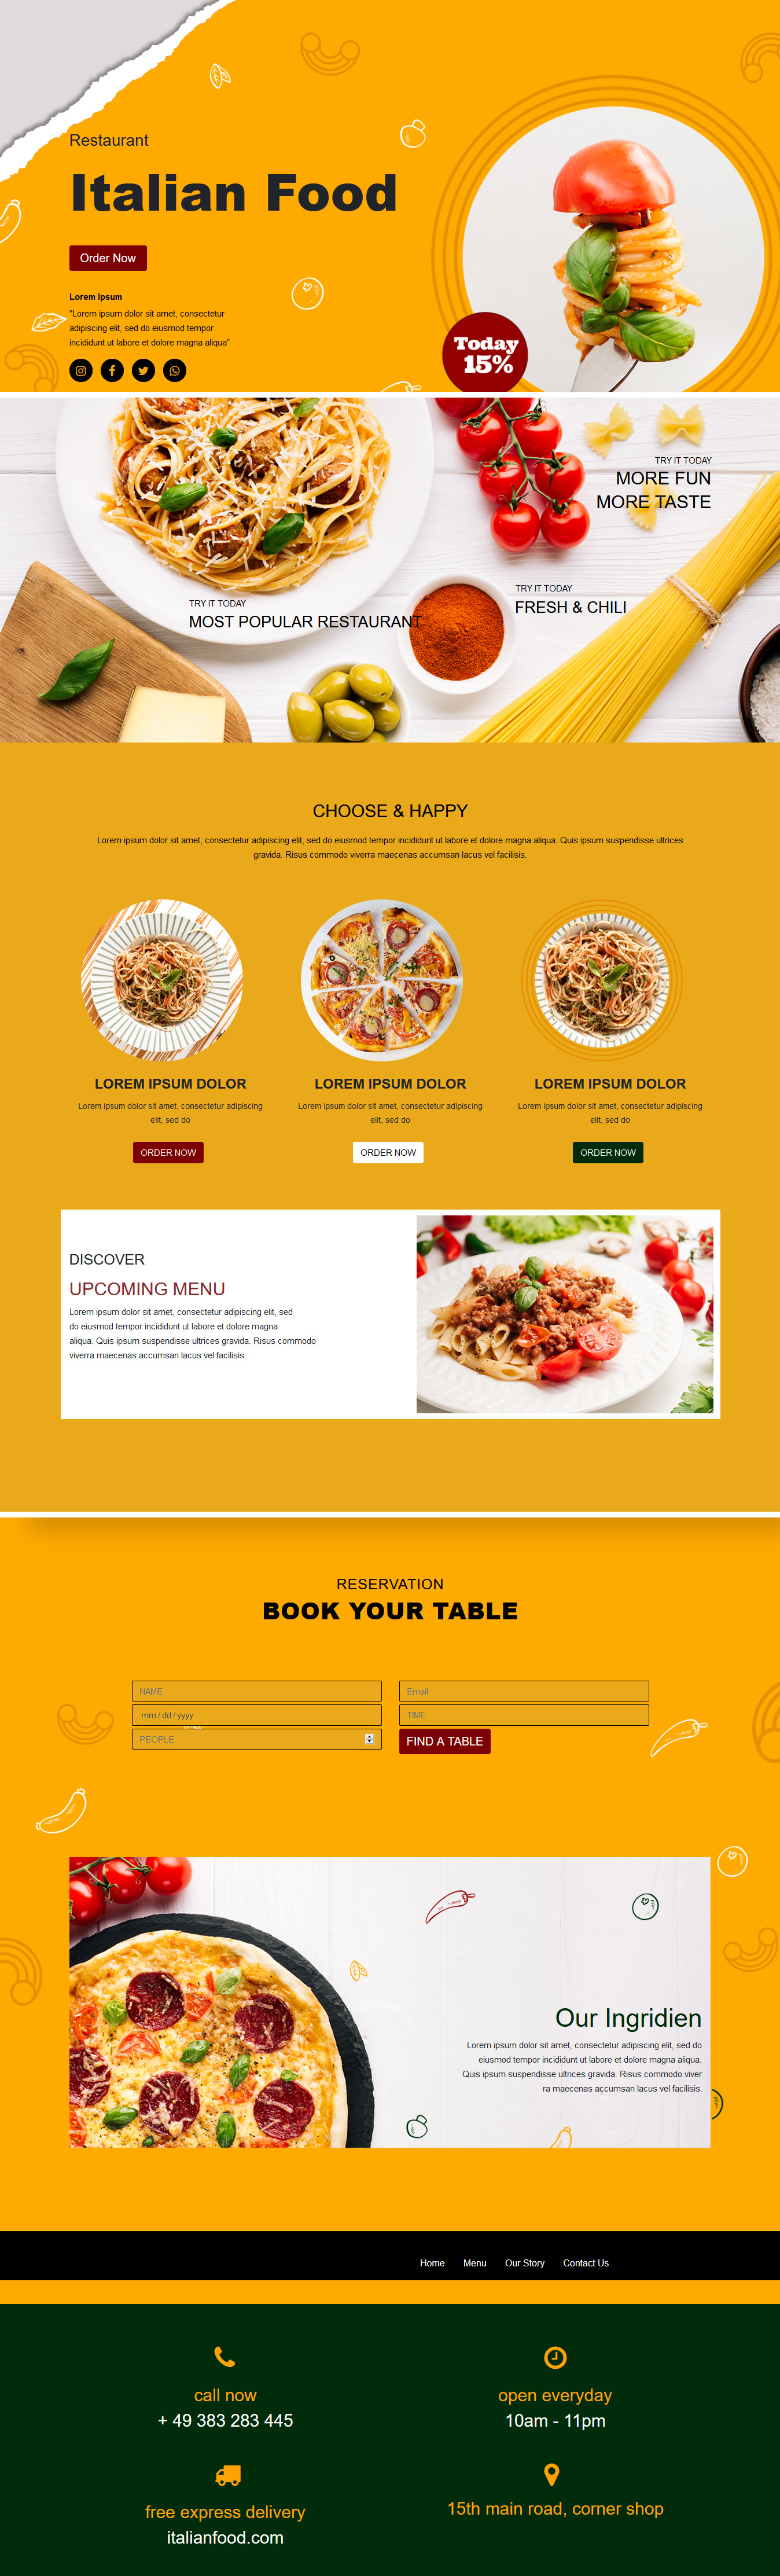 Restaurant
Italian Food
Order Now
Lorem Ipsum
"Lorem ipsum dolor sit amet, consectetur
adipiscing elit, sed do eiusmod tempor
incididunt ut labore et dolore magna aliqua"
Today
15%
TRY IT TODAY
MORE FUN
MORE TASTE
TRY IT TODAY
FRESH & CHILI
TRY IT TODAY
MOST POPULAR RESTAURANT
CHOOSE & HAPPY
Lorem ipsum dolor sit amet, consectetur adipiscing elit, sed do eiusmod tempor incididunt ut labore et dolore magna aliqua. Quis ipsum suspendisse ultrices
gravida. Risus commodo viverra maecenas accumsan lacus vel facilisis.
LOREM IPSUM DOLOR
Lorem ipsum dolor sit amet, consectetur adipiscing
elit, sed do
ORDER NOW
LOREM IPSUM DOLOR
Lorem ipsum dolor sit amet, consectetur adipiscing
elit, sed do
ORDER NOW
LOREM IPSUM DOLOR
Lorem ipsum dolor sit amet, consectetur adipiscing
elit, sed do
ORDER NOW
DISCOVER
UPCOMING MENU
Lorem ipsum dolor sit amet, consectetur adipiscing elit, sed
do eiusmod tempor incididunt ut labore et dolore magna
aliqua. Quis ipsum suspendisse ultrices gravida. Risus commodo
viverra maecenas accumsan lacus vel facilisis.
RESERVATION
BOOK YOUR TABLE
NAME
Email
mm / dd / yyyy
TIME
PEOPLE
FIND A TABLE
Our Ingridien
Lorem ipsum dolor sit amet, consectetur adipiscing elit, sed do
eiusmod tempor incididunt ut labore et dolore magna aliqua.
Quis ipsum suspendisse ultrices gravida. Risus commodo viver
ra maecenas accumsan lacus vel facilisis.
Home Menu Our Story Contact Us
call now
+ 49 383 283 445
open everyday
10am - 11pm
free express delivery
italianfood.com
15th main road, corner shop